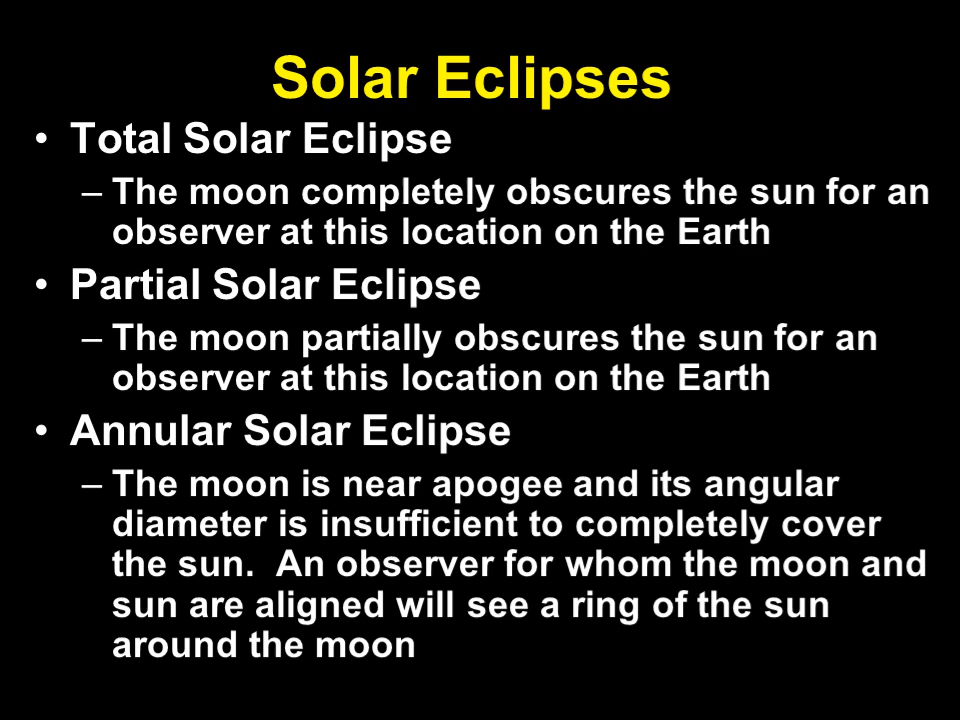 Solar Eclipses
• Total Solar Eclipse
– The moon completely obscures the sun for an
observer at this location on the Earth
• Partial Solar Eclipse
– The moon partially obscures the sun for an
observer at this location on the Earth
• Annular Solar Eclipse
– The moon is near apogee and its angular
diameter is insufficient to completely cover
the sun.  An observer for whom the moon and
sun are aligned will see a ring of the sun
around the moon